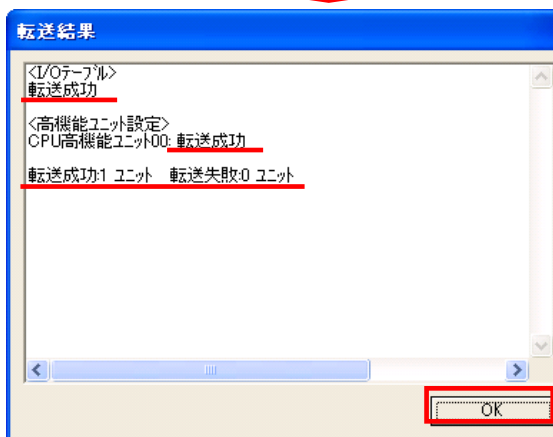 転送結果
<I/Oテーブル>
転送成功
<高機能ユニット設定>
CPU高機能ユニット00: 転送成功
転送成功:1 ユニット 転送失敗:0 ユニット
OK